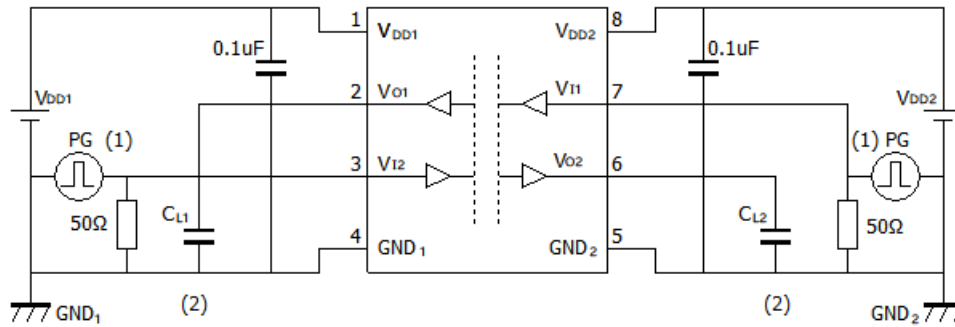 1 8
0.1uF VDD1 VDD2 0.1uF
2 VO1 VI1 7
VDD1 VDD2
PG (1) 3 VI2 VO2 6 (1) PG
50Ω CL1 CL2 50Ω
4 GND1 GND2 5
GND1 (2) (2) GND2